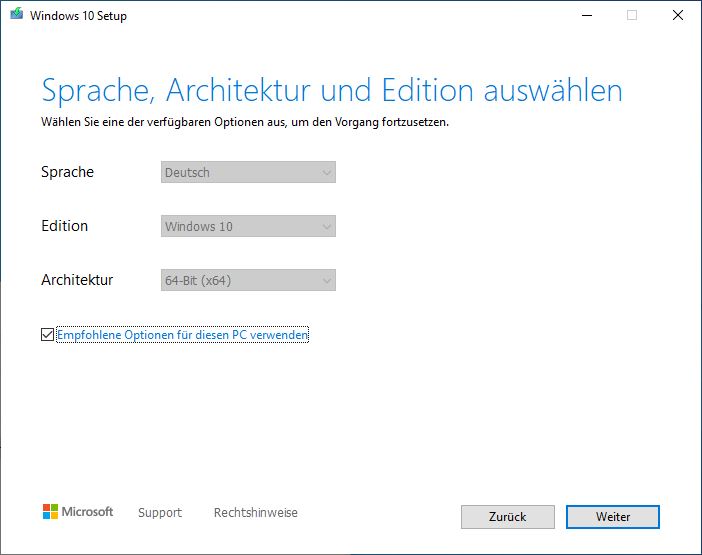 Windows 10 Setup
Sprache, Architektur und Edition auswählen
Wählen Sie eine der verfügbaren Optionen aus, um den Vorgang fortzusetzen.
Sprache Deutsch
Edition Windows 10
Architektur 64-Bit (x64)
Empfohlene Optionen für diesen PC verwenden
Microsoft Support Rechtshinweise Zurück Weiter